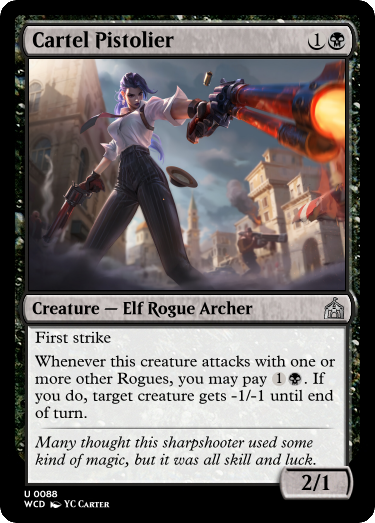 Cartel Pistolier 1
Creature — Elf Rogue Archer
First strike
Whenever this creature attacks with one or
more other Rogues, you may pay 1 . If
you do, target creature gets -1/-1 until end
of turn.
Many thought this sharpshooter used some
kind of magic, but it was all skill and luck.
2/1
U 0088
WCD YC Carter